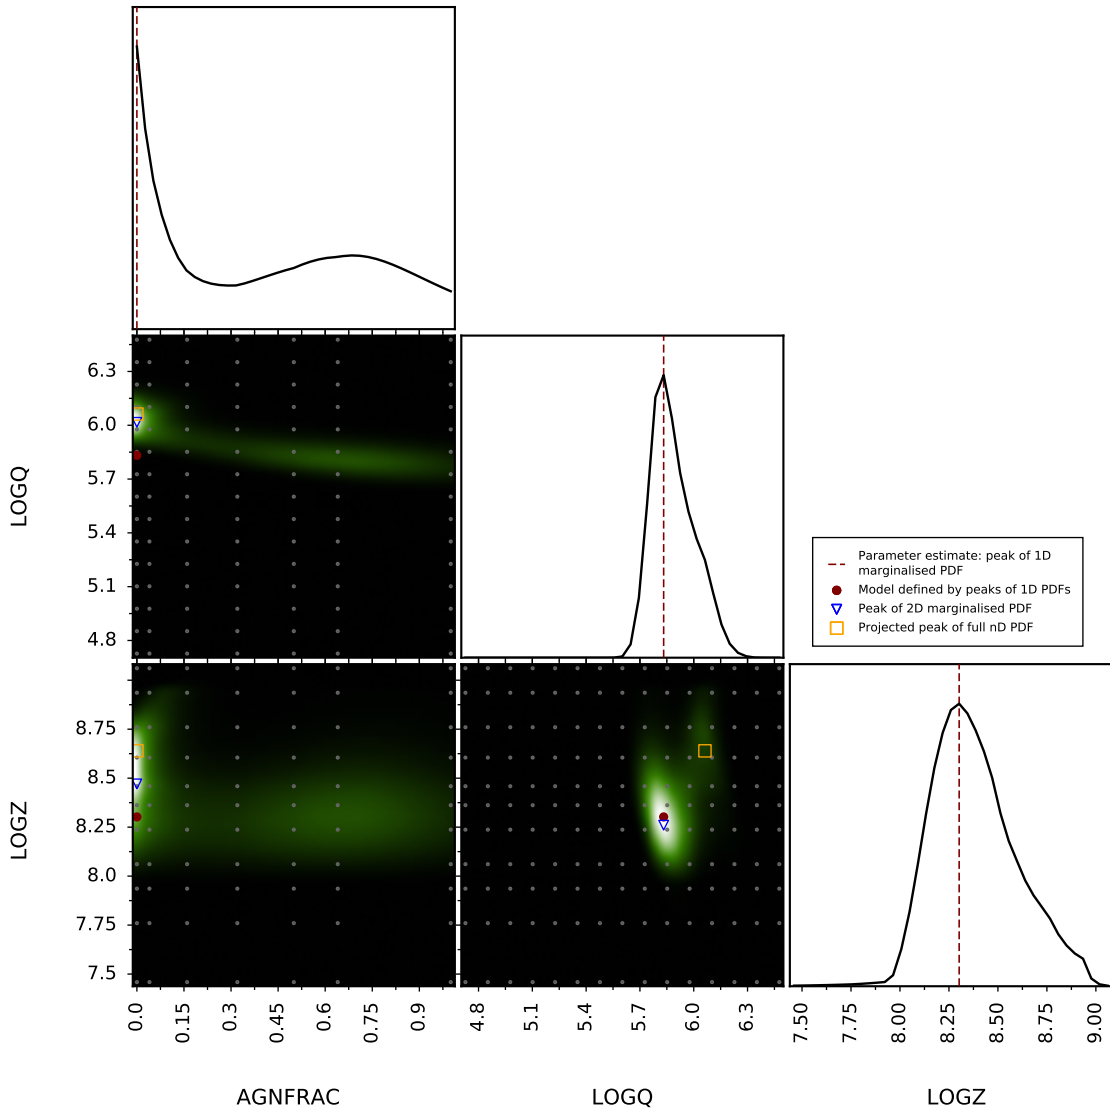 6.3
6.0
5.7
5.4
5.1
4.8
LOGQ
Parameter estimate: peak of 1D
marginalised PDF
Model defined by peaks of 1D PDFs
Peak of 2D marginalised PDF
Projected peak of full nD PDF
8.75
8.5
8.25
8.0
7.75
7.5
LOGZ
0.0 0.15 0.3 0.45 0.6 0.75 0.9
4.8 5.1 5.4 5.7 6.0 6.3
7.50 7.75 8.00 8.25 8.50 8.75 9.00
AGNFRAC
LOGQ
LOGZ